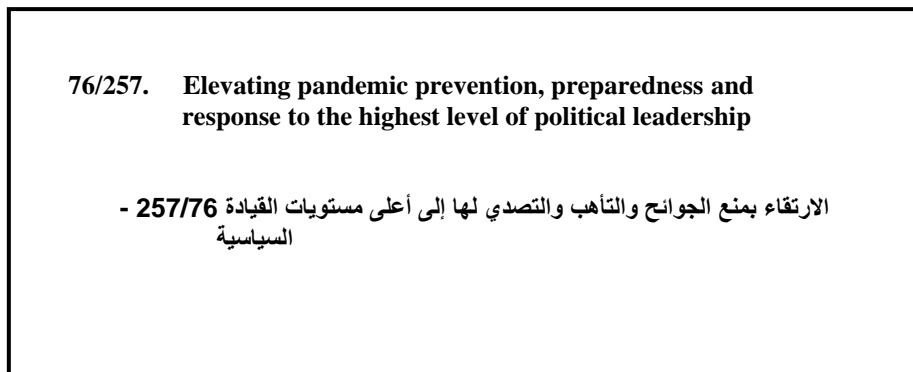 76/257. Elevating pandemic prevention, preparedness and
response to the highest level of political leadership
الارتقاء بمنع الجوائح والتأهب والتصدي لها إلى أعلى مستويات القيادة 257/76 -
السياسية